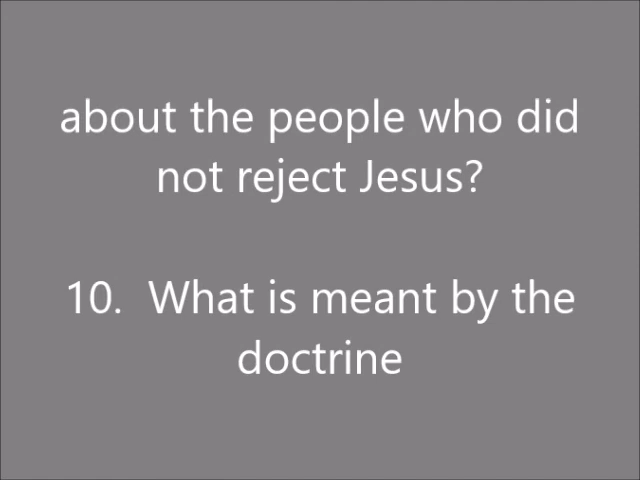 about the people who did
not reject Jesus?
10.  What is meant by the
doctrine